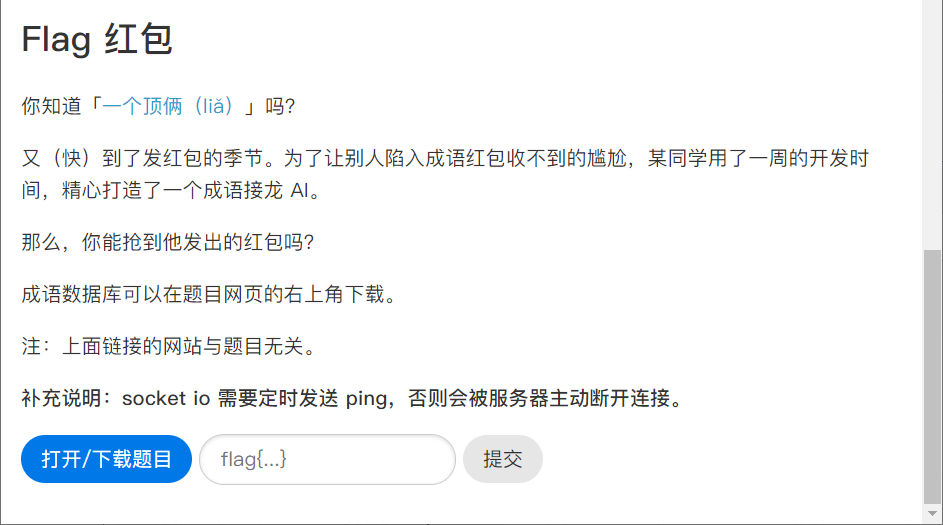 Flag 红包
你知道「一个顶俩（liǎ）」吗？
又（快）到了发红包的季节。为了让别人陷入成语红包收不到的尴尬，某同学用了一周的开发时
间，精心打造了一个成语接龙 AI。
那么，你能抢到他发出的红包吗？
成语数据库可以在题目网页的右上角下载。
注：上面链接的网站与题目无关。
补充说明：socket io 需要定时发送 ping，否则会被服务器主动断开连接。
打开/下载题目 flag{...} 提交